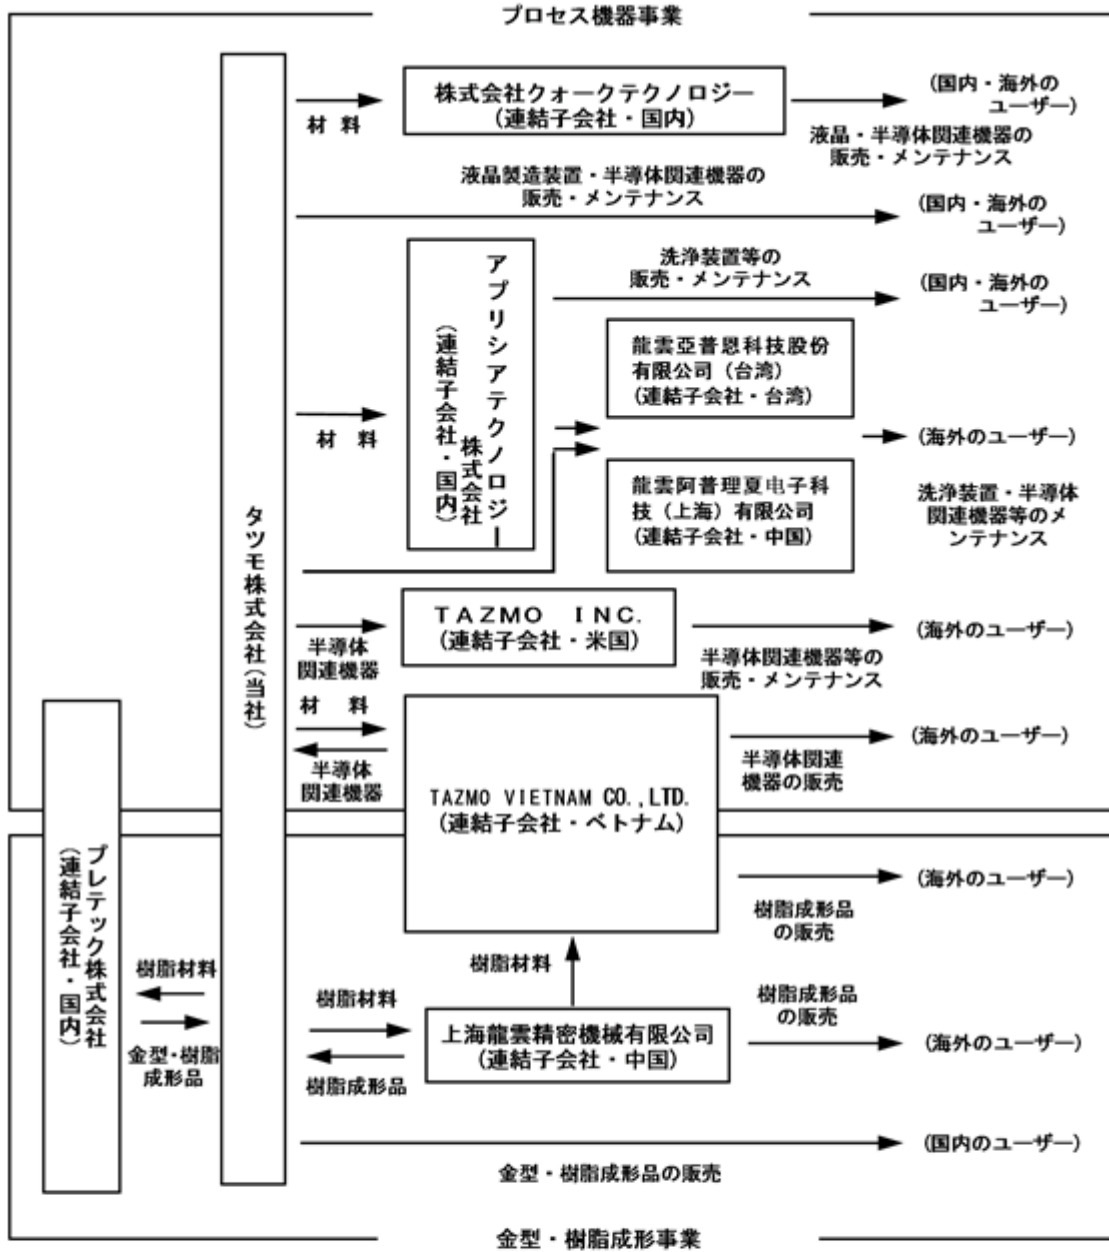 プロセス機器事業
材 料
株式会社クォークテクノロジー
(連結子会社・国内)
(国内・海外の
ユーザー)
液晶・半導体関連機器の
販売・メンテナンス
液晶製造装置・半導体関連機器の
販売・メンテナンス
(国内・海外の
ユーザー)
アプリシアテクノロジー
株式会社
(連結子会社・国内)
洗浄装置等の
販売・メンテナンス
(国内・海外の
ユーザー)
龍雲亞普恩科技股份
有限公司（台湾）
(連結子会社・台湾)
材 料
(海外のユーザー)
龍雲阿普理夏电子科
技（上海）有限公司
(連結子会社・中国)
洗浄装置・半導体
関連機器等のメ
ンテナンス
タツモ株式会社(当社)
TAZMO INC.
(連結子会社・米国)
半導体
関連機器
(海外のユーザー)
半導体関連機器等の
販売・メンテナンス
材 料
半導体
関連機器
TAZMO VIETNAM CO.,LTD.
(連結子会社・ベトナム)
(海外のユーザー)
半導体関連
機器の販売
プレテック株式会社
(連結子会社・国内)
(海外のユーザー)
樹脂成形品
の販売
樹脂材料
樹脂材料
金型・樹脂
成形品
樹脂材料
樹脂成形品
上海龍雲精密機械有限公司
(連結子会社・中国)
樹脂成形品
の販売
(海外のユーザー)
金型・樹脂成形品の販売
(国内のユーザー)
金型・樹脂成形事業